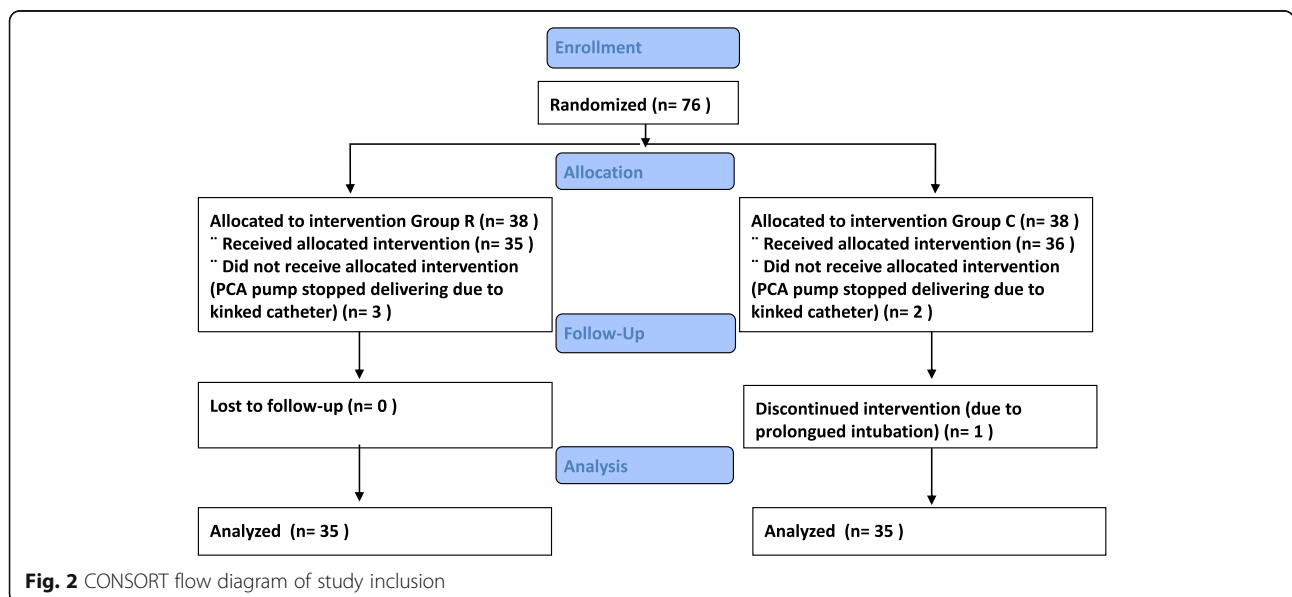 Enrollment
Randomized (n= 76 )
Allocation
Allocated to intervention Group R (n= 38 )
¨ Received allocated intervention (n= 35 )
¨ Did not receive allocated intervention
(PCA pump stopped delivering due to
kinked catheter) (n= 3 )
Allocated to intervention Group C (n= 38 )
¨ Received allocated intervention (n= 36 )
¨ Did not receive allocated intervention
(PCA pump stopped delivering due to
kinked catheter) (n= 2 )
Follow-Up
Lost to follow-up (n= 0 )
Discontinued intervention (due to
prolongued intubation) (n= 1 )
Analysis
Analyzed (n= 35 )
Analyzed (n= 35 )
Fig. 2 CONSORT flow diagram of study inclusion